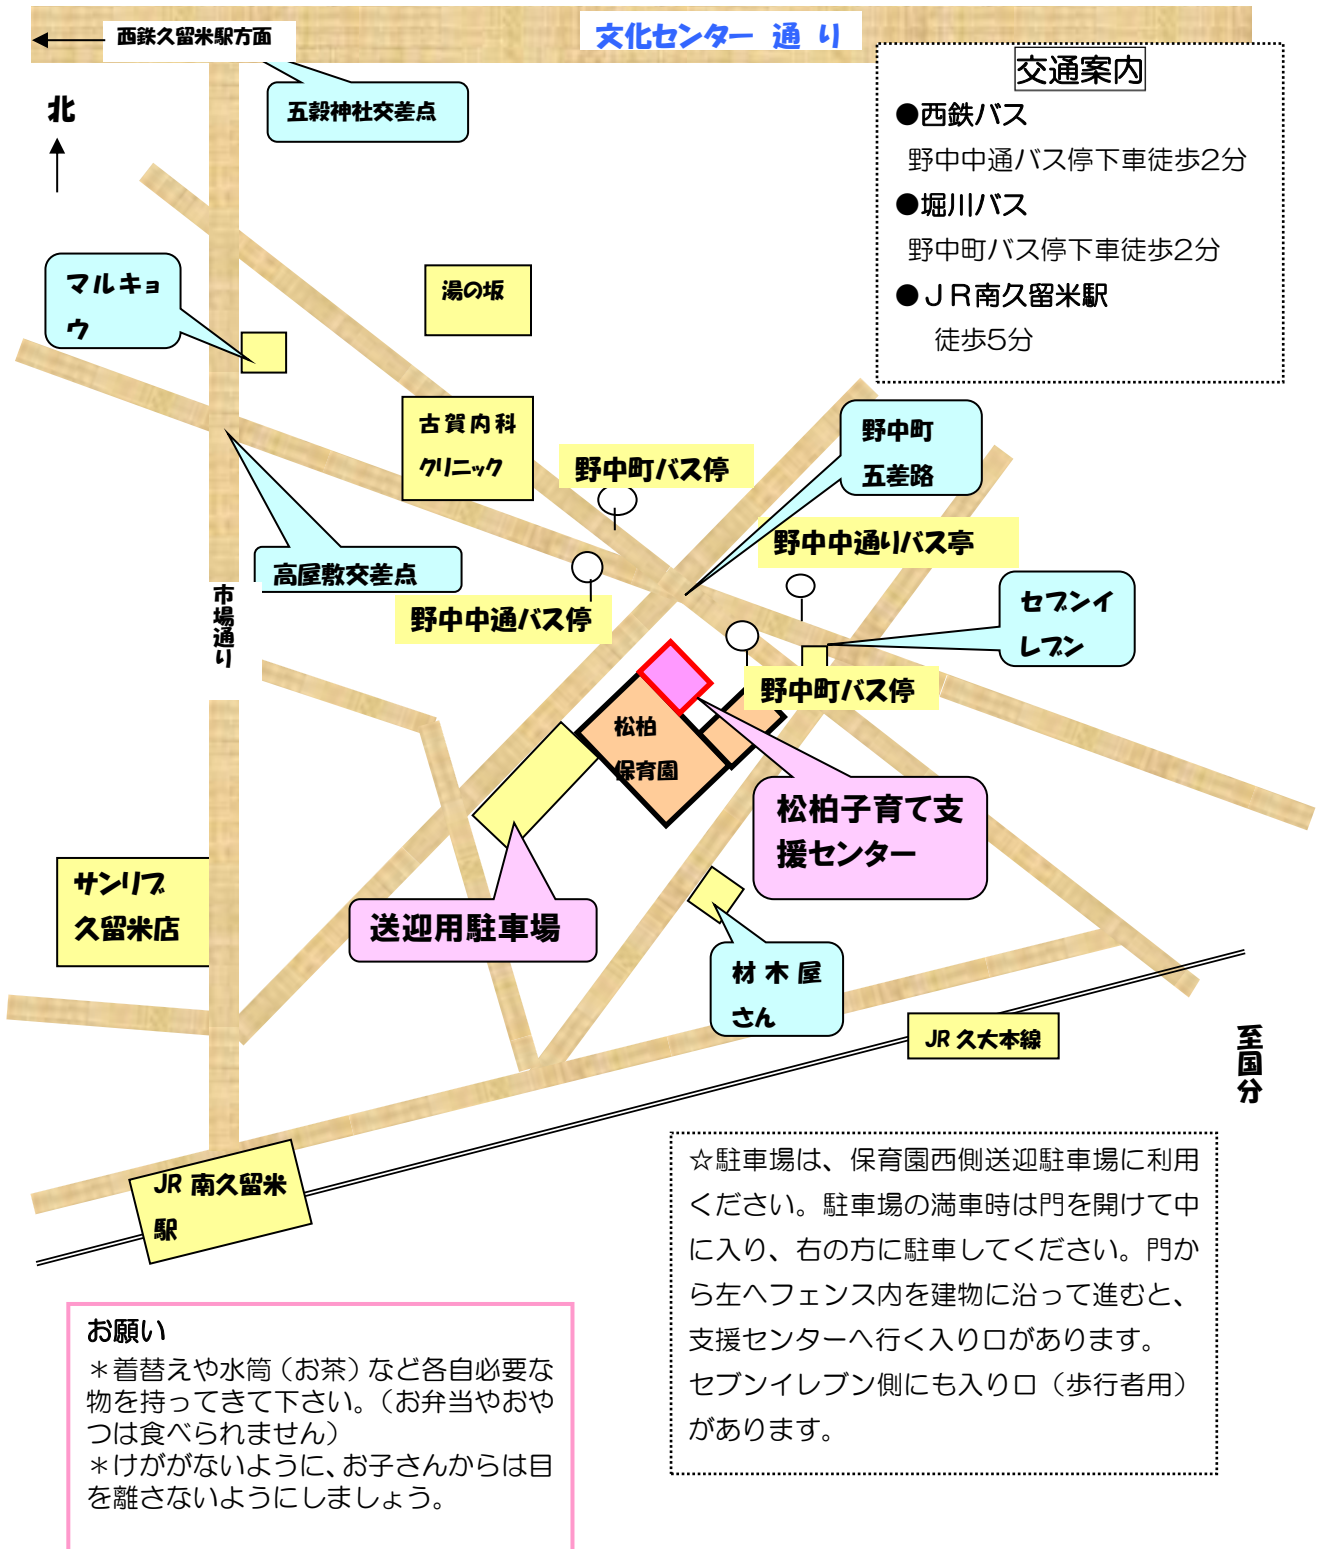 西鉄久留米駅方面
文化センター 通り
五穀神社交差点
北
交通案内
●西鉄バス
野中中通バス停下車徒歩2分
●堀川バス
野中町バス停下車徒歩2分
●JR南久留米駅
徒歩5分
マルキョ
ウ
湯の坂
古賀内科
クリニック
野中町バス停
野中町
五差路
野中中通りバス亭
高屋敷交差点
野中中通バス停
セブンイ
レブン
市場通り
野中町バス停
松柏
保育園
松柏子育て支
援センター
サンリブ
久留米店
送迎用駐車場
材木屋
さん
JR 久大本線
至国分
JR 南久留米
駅
☆駐車場は、保育園西側送迎駐車場に利用
ください。駐車場の満車時は門を開けて中
に入り、右の方に駐車してください。門か
ら左へフェンス内を建物に沿って進むと、
支援センターへ行く入り口があります。
セブンイレブン側にも入り口（歩行者用）
があります。
お願い
＊着替えや水筒（お茶）など各自必要な
物を持ってきて下さい。（お弁当やおや
つは食べられません）
＊けががないように、お子さんからは目
を離さないようにしましょう。